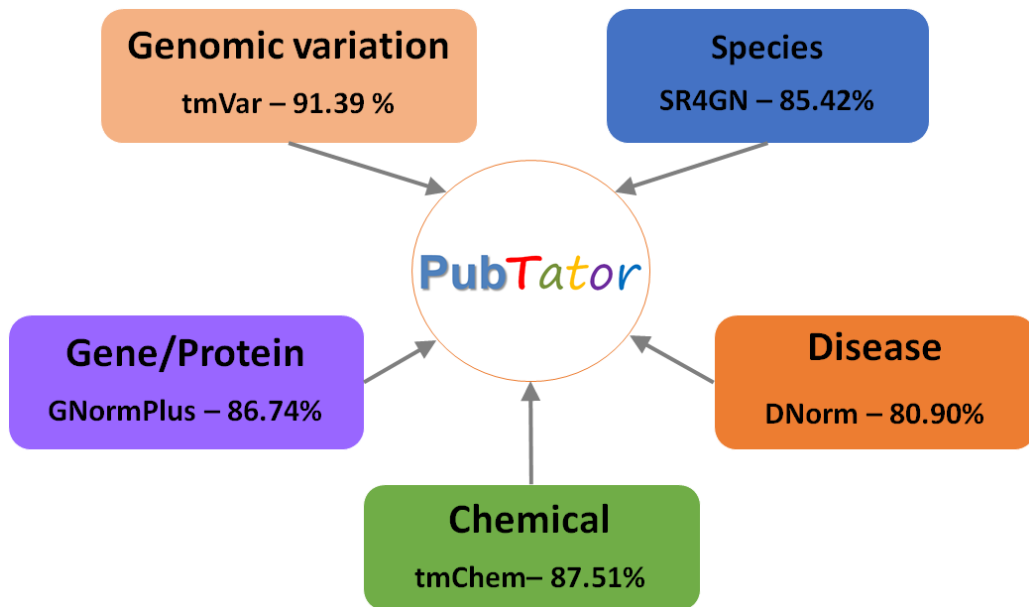 Genomic variation
tmVar – 91.39 %
Species
SR4GN – 85.42%
PubTator
Gene/Protein
GNormPlus – 86.74%
Disease
DNorm – 80.90%
Chemical
tmChem– 87.51%